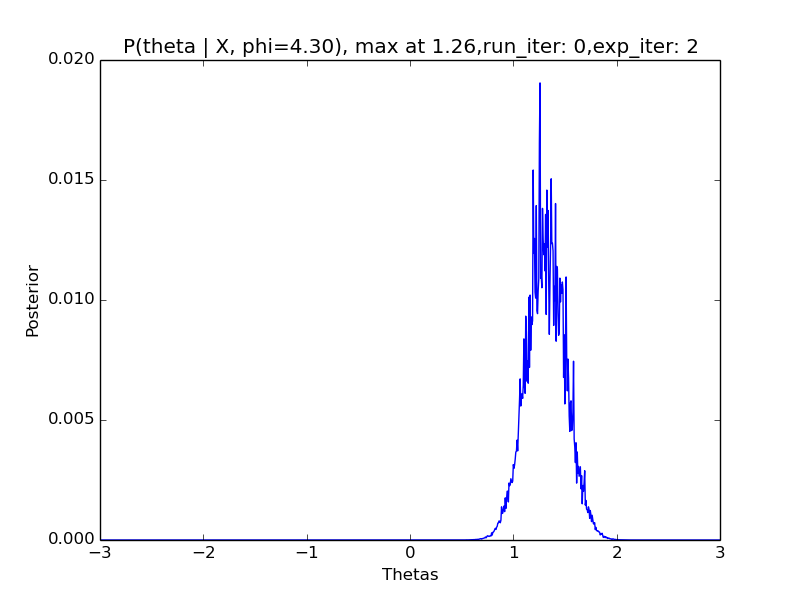 P(theta | X, phi=4.30), max at 1.26,run_iter: 0,exp_iter: 2
0.020
0.015
0.010
0.005
0.000
Posterior
−3 −2 −1 0 1 2 3
Thetas